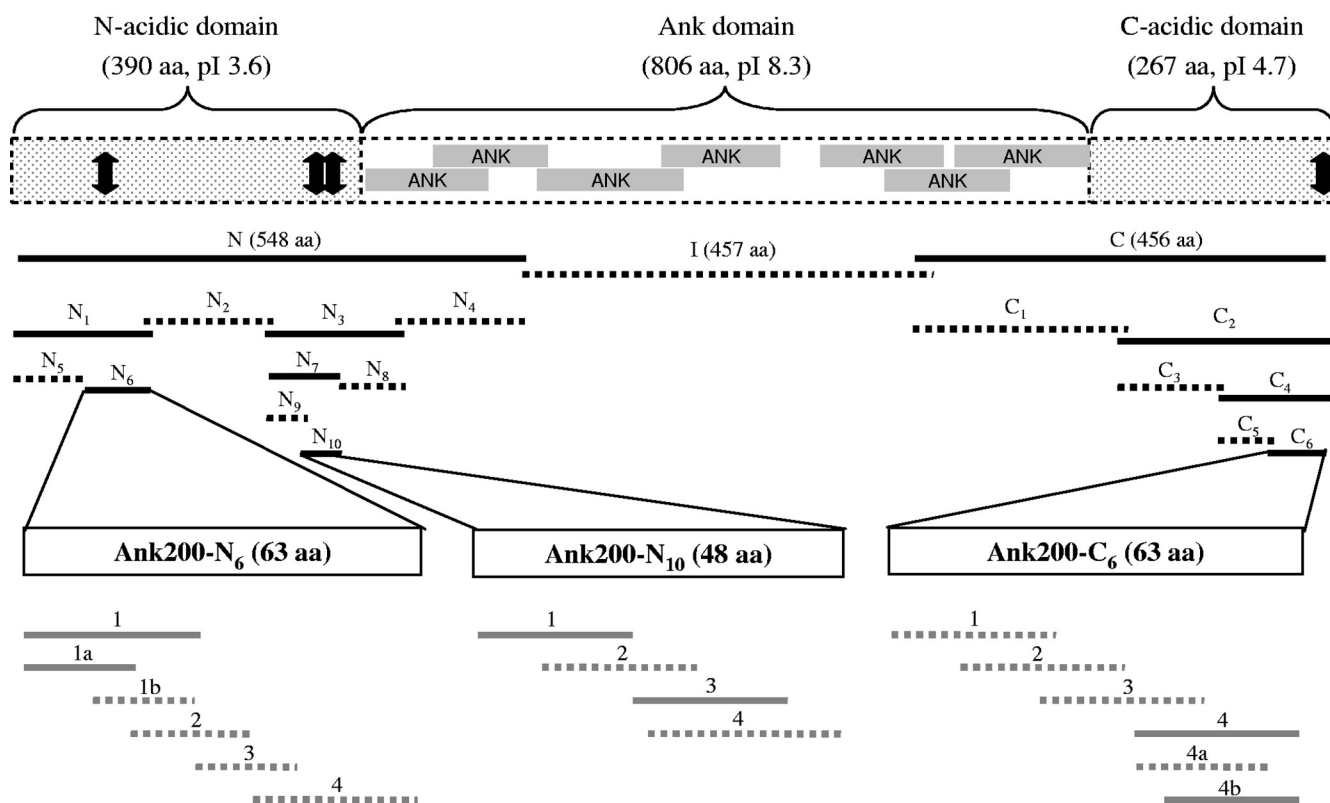 N-acidic domain Ank domain C-acidic domain
(390 aa, pI 3.6) (806 aa, pI 8.3) (267 aa, pI 4.7)
ANK ANK ANK ANK
ANK ANK ANK
N (548 aa) I (457 aa) C (456 aa)
N₁ N₂ N₃ N₄ C₁ C₂
N₅ N₆ N₇ N₈ C₃ C₄
N₉ C₅ C₆
N₁₀
Ank200-N₆ (63 aa) Ank200-N₁₀ (48 aa) Ank200-C₆ (63 aa)
1 1 1
1a 2 2
1b 3 3
2 4 4
3 4a
4 4b